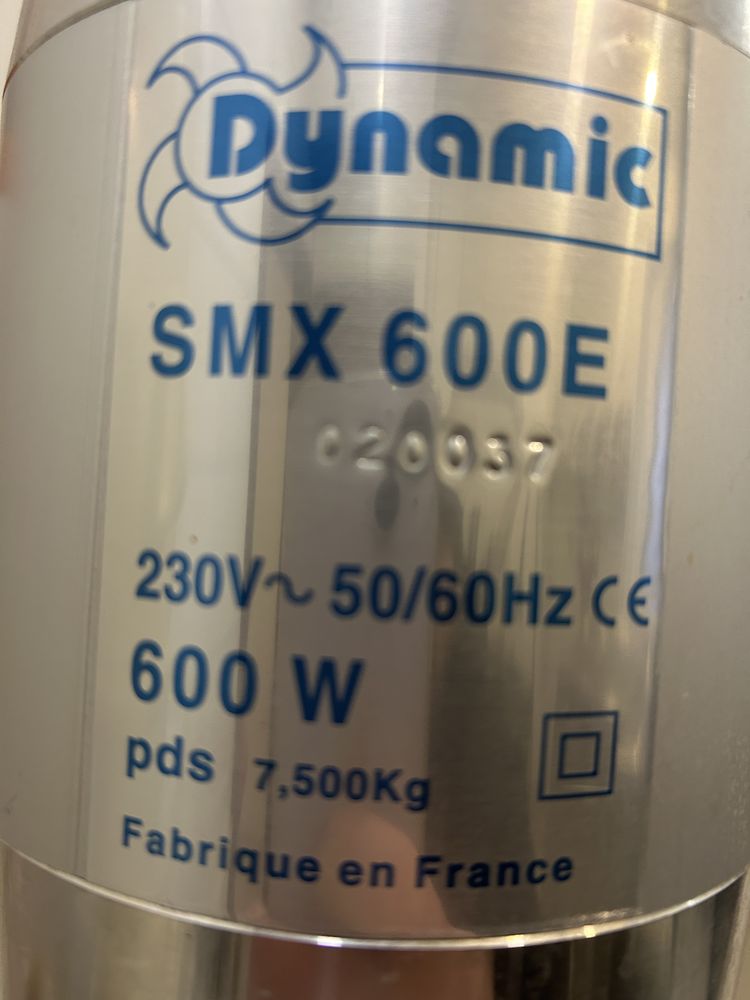 Dynamic
SMX 600E
020037
230V~ 50/60Hz CE
600 W
pds 7,500Kg
Fabrique en France